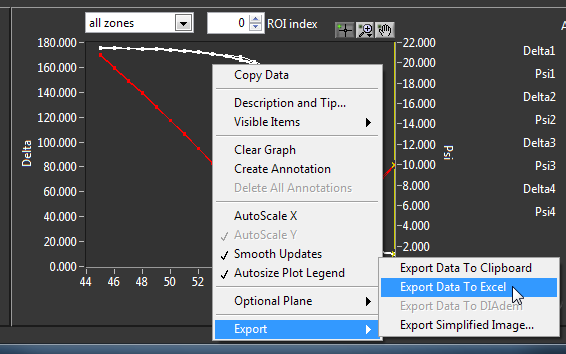 all zones
0
ROI index
180.000
160.000
140.000
120.000
100.000
80.000
60.000
40.000
20.000
0.000
Delta
44
46
48
50
52
22.000
20.000
18.000
16.000
14.000
12.000
10.000
8.000
6.000
4.000
2.000
Psi
Delta1
Psi1
Delta2
Psi2
Delta3
Psi3
Delta4
Psi4
Copy Data
Description and Tip...
Visible Items
Clear Graph
Create Annotation
Delete All Annotations
AutoScale X
AutoScale Y
Smooth Updates
Autosize Plot Legend
Optional Plane
Export
Export Data To Clipboard
Export Data To Excel
Export Data To DIAdem
Export Simplified Image...